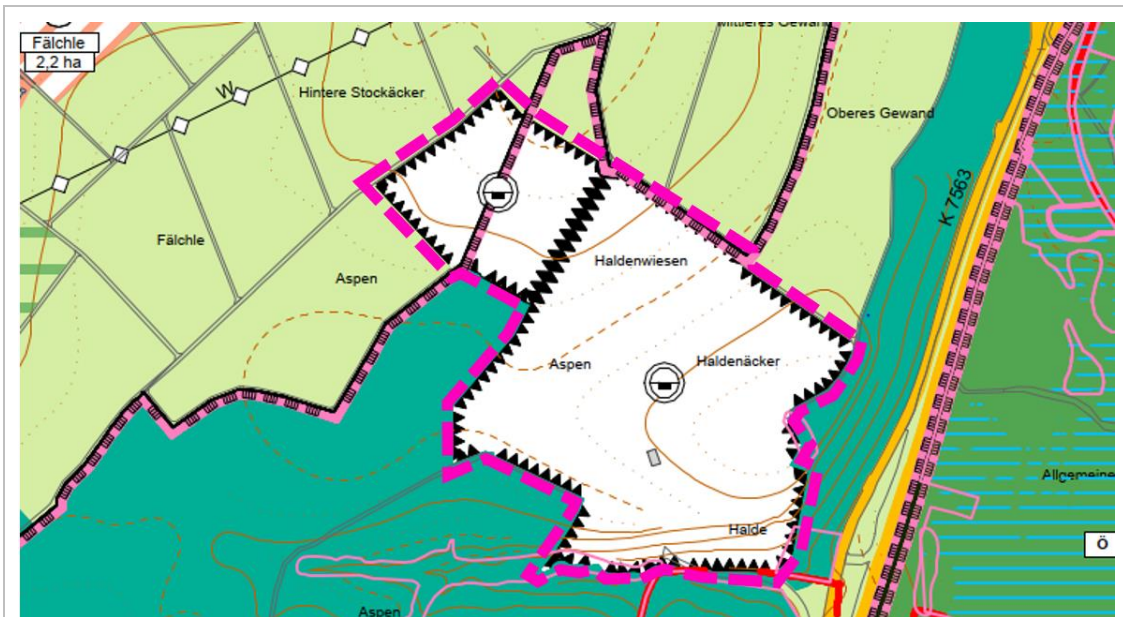 Mittleres Gewand
Fälchle
2,2 ha
W
Hintere Stockäcker
Oberes Gewand
K 7563
Fälchle
Aspen
Haldenwiesen
Aspen
Haldenäcker
Allgemeine
Halde
Ö
Aspen